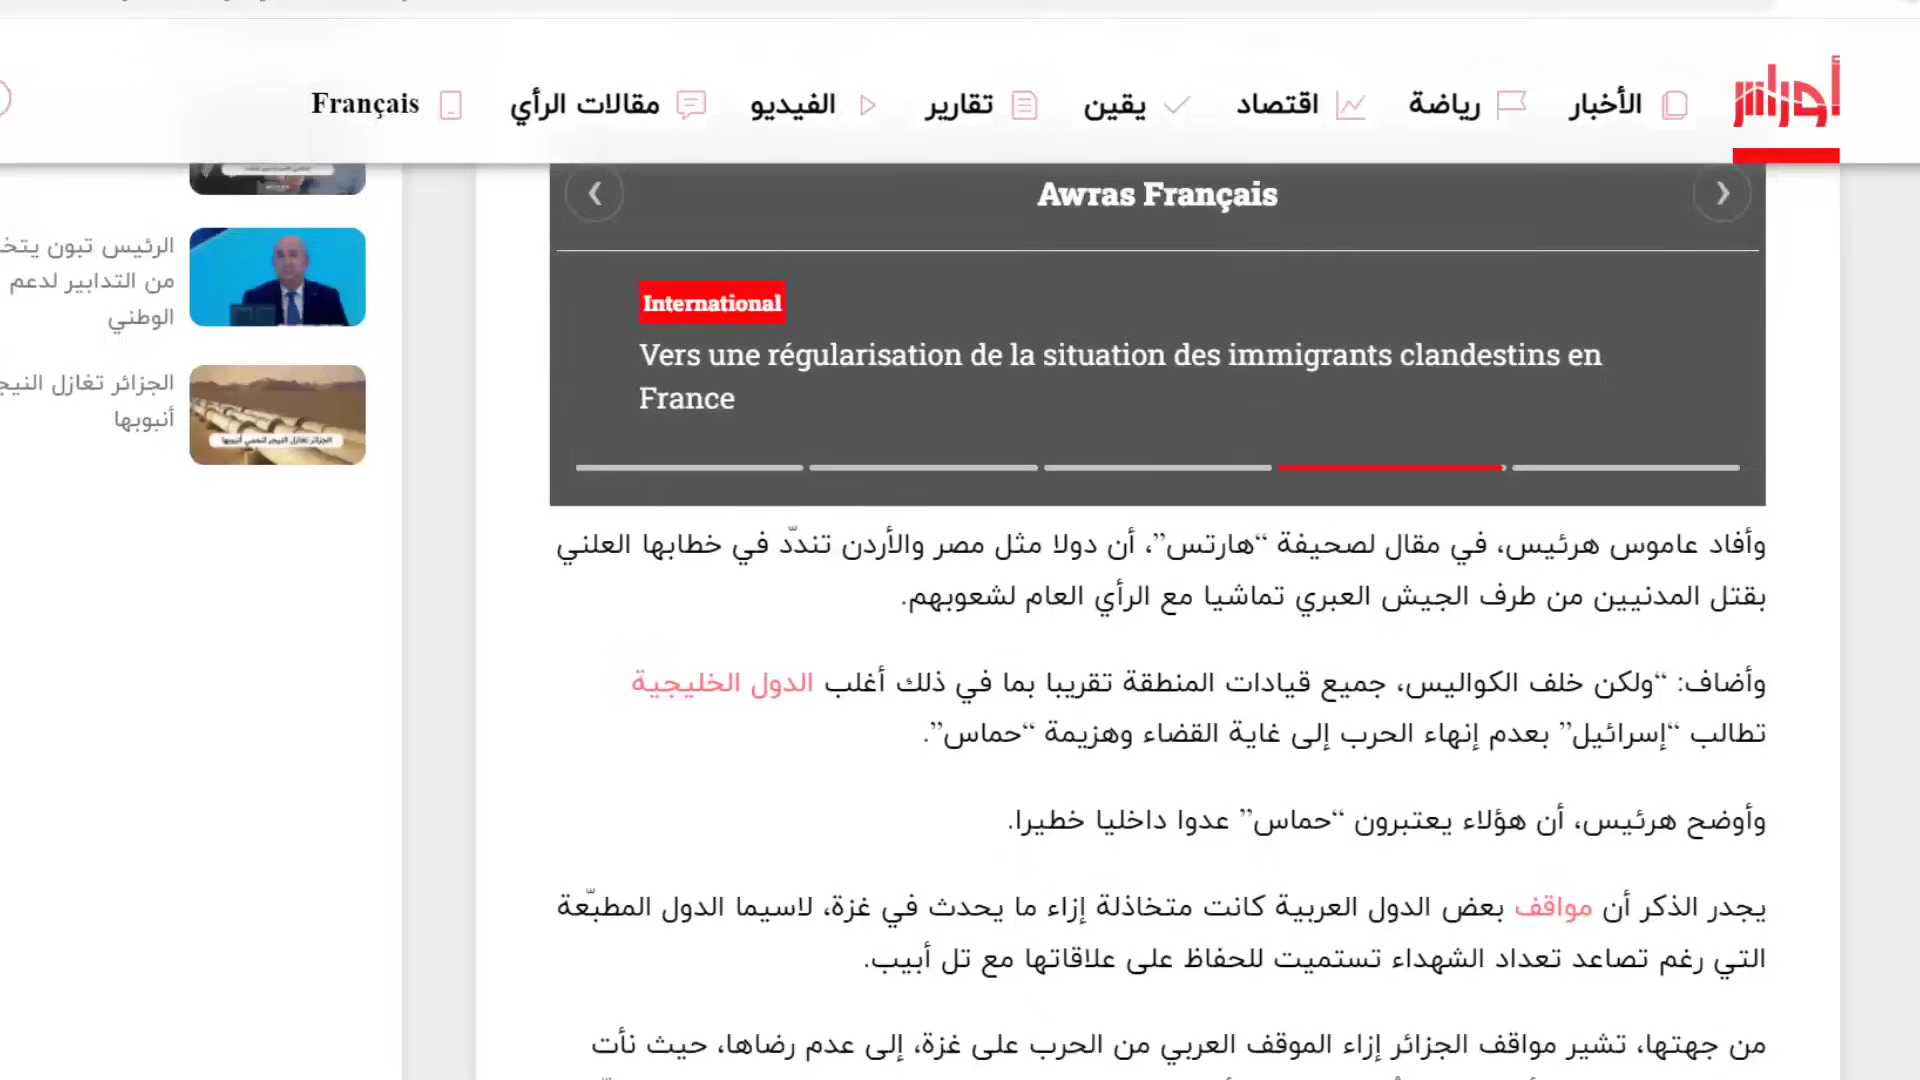 أوراس
الأخبار
رياضة
اقتصاد
يقين
تقارير
الفيديو
مقالات الرأي
Français
Awras Français
International
Vers une régularisation de la situation des immigrants clandestins en
France
وأفاد عاموس هرئيس، في مقال لصحيفة “هارتس”، أن دولا مثل مصر والأردن تندّد في خطابها العلني
بقتل المدنيين من طرف الجيش العبري تماشيا مع الرأي العام لشعوبهم.
وأضاف: “ولكن خلف الكواليس، جميع قيادات المنطقة تقريبا بما في ذلك أغلب الدول الخليجية
تطالب “إسرائيل” بعدم إنهاء الحرب إلى غاية القضاء وهزيمة “حماس”.
وأوضح هرئيس، أن هؤلاء يعتبرون “حماس” عدوا داخليا خطيرا.
يجدر الذكر أن مواقف بعض الدول العربية كانت متخاذلة إزاء ما يحدث في غزة، لاسيما الدول المطبّعة
التي رغم تصاعد تعداد الشهداء تستميت للحفاظ على علاقاتها مع تل أبيب.
من جهتها، تشير مواقف الجزائر إزاء الموقف العربي من الحرب على غزة، إلى عدم رضاها، حيث نأت
الرئيس تبون
من التدابير لدعم
الوطني
الجزائر تغازل
أنبوبها
الجزائر تغازل النيجر لتحمي أنبوبها